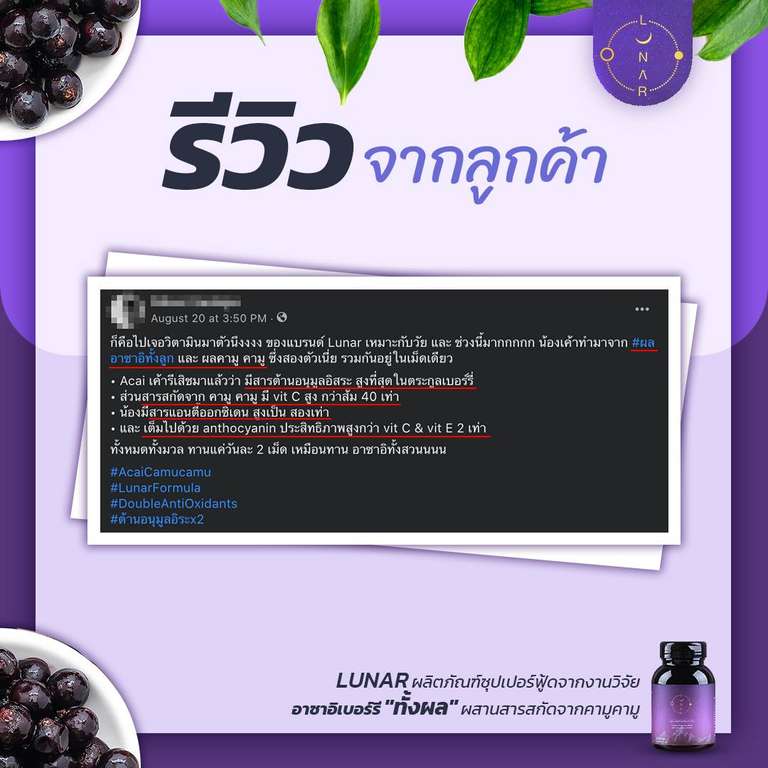 LUNAR
รีวิว จากลูกค้า
August 20 at 3:50 PM ·
ก็คือไปเจอวิตามินมาตัวนึงงงง ของแบรนด์ Lunar เหมาะกับวัย และ ช่วงนี้มากกกกก น้องเค้าทำมาจาก #ผล
อาซาอิทั้งลูก และ ผลคามู คามู ซึ่งสองตัวเนี่ย รวมกันอยู่ในเม็ดเดียว
• Acai เค้ารีเสิชมาแล้วว่า มีสารต้านอนุมูลอิสระ สูงที่สุดในตระกูลเบอร์รี่
• ส่วนสารสกัดจาก คามู คามู มี vit C สูง กว่าส้ม 40 เท่า
• น้องมีสารแอนตี้ออกซิเดน สูงเป็น สองเท่า
• และ เต็มไปด้วย anthocyanin ประสิทธิภาพสูงกว่า vit C & vit E 2 เท่า
ทั้งหมดทั้งมวล ทานแค่วันละ 2 เม็ด เหมือนทาน อาซาอิทั้งสวนนนน
#AcaiCamucamu
#LunarFormula
#DoubleAntiOxidants
#ต้านอนุมูลอิระx2
LUNAR ผลิตภัณฑ์ซุปเปอร์ฟู้ดจากงานวิจัย
อาซาอิเบอร์รี "ทั้งผล" ผสานสารสกัดจากคามูคามู